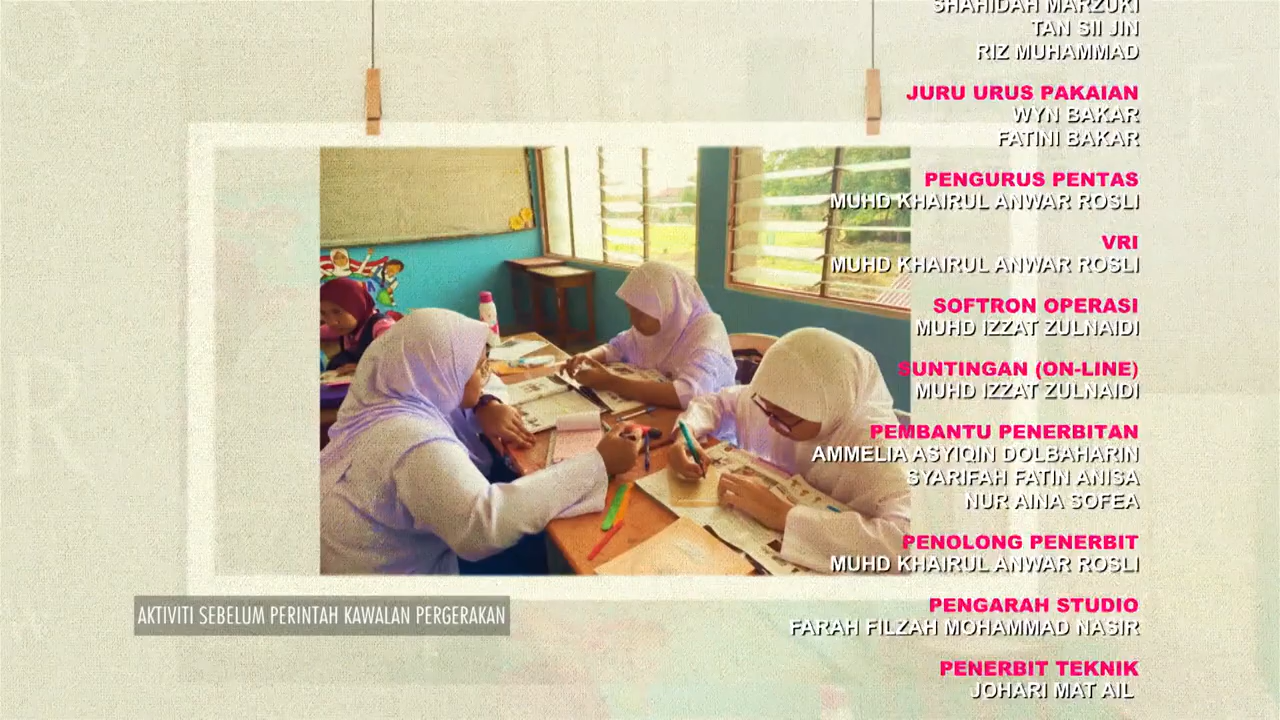 SHAHIDAH MARZUKI
TAN SII JIN
RIZ MUHAMMAD
JURU URUS PAKAIAN
WYN BAKAR
FATINI BAKAR
PENGURUS PENTAS
MUHD KHAIRUL ANWAR ROSLI
VRI
MUHD KHAIRUL ANWAR ROSLI
SOFTRON OPERASI
MUHD IZZAT ZULNAIDI
SUNTINGAN (ON-LINE)
MUHD IZZAT ZULNAIDI
PEMBANTU PENERBITAN
AMMELIA ASYIQIN DOLBAHARIN
SYARIFAH FATIN ANISA
NUR AINA SOFEA
PENOLONG PENERBIT
MUHD KHAIRUL ANWAR ROSLI
PENGARAH STUDIO
FARAH FILZAH MOHAMMAD NASIR
PENERBIT TEKNIK
JOHARI MAT AIL
AKTIVITI SEBELUM PERINTAH KAWALAN PERGERAKAN